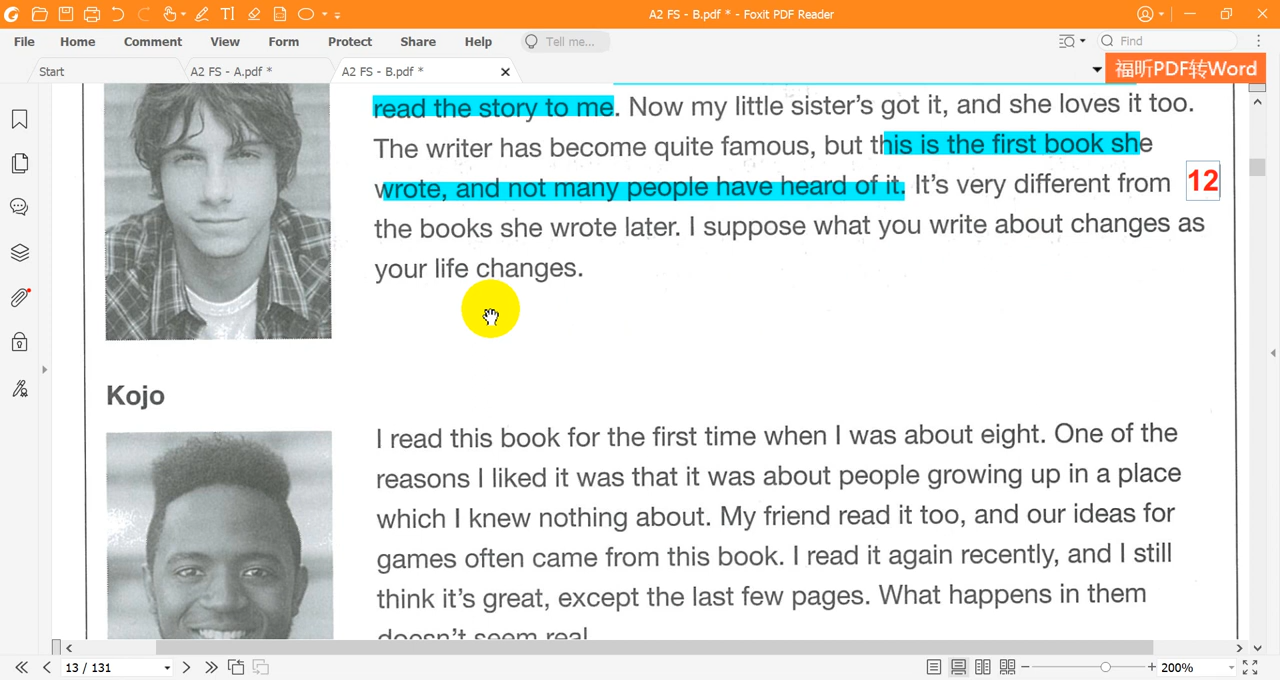 A2 FS - B.pdf * - Foxit PDF Reader
File Home Comment View Form Protect Share Help Tell me... Find
Start A2 FS - A.pdf * A2 FS - B.pdf * 福昕PDF转Word
read the story to me. Now my little sister's got it, and she loves it too.
The writer has become quite famous, but this is the first book she
wrote, and not many people have heard of it. It's very different from 12
the books she wrote later. I suppose what you write about changes as
your life changes.
Kojo
I read this book for the first time when I was about eight. One of the
reasons I liked it was that it was about people growing up in a place
which I knew nothing about. My friend read it too, and our ideas for
games often came from this book. I read it again recently, and I still
think it's great, except the last few pages. What happens in them
doesn't seem real
13 / 131 200%